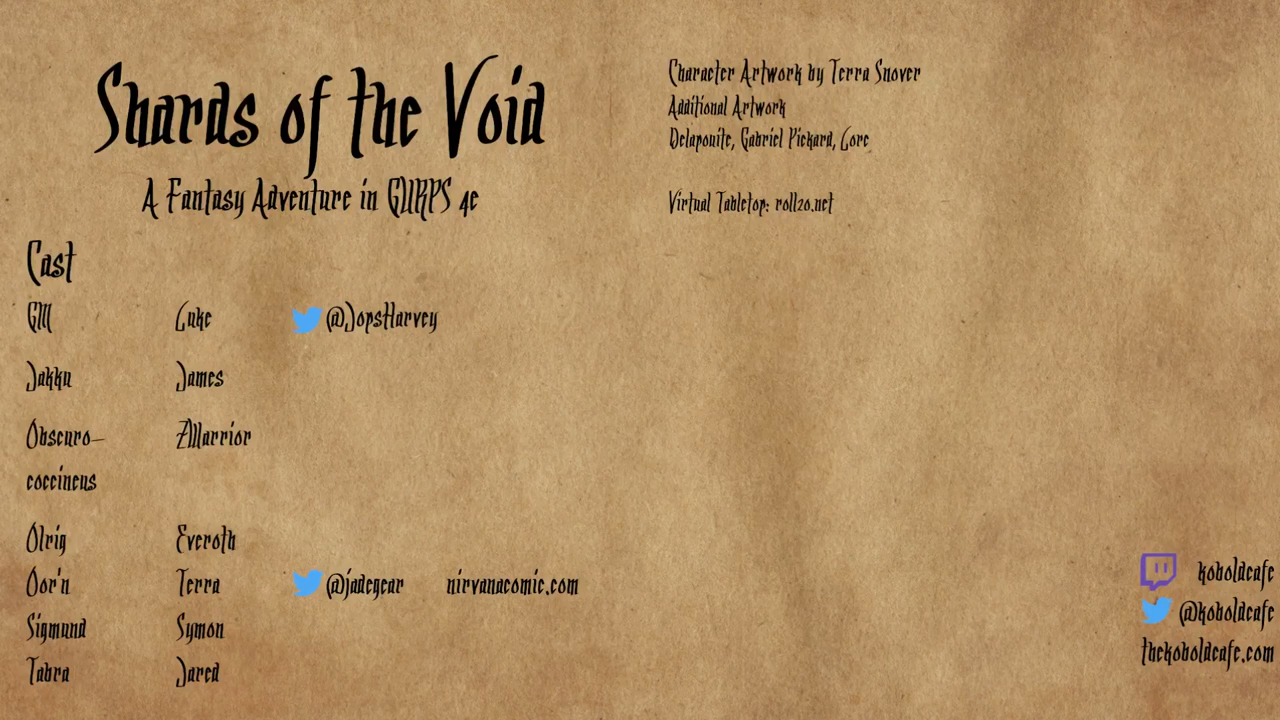 Shards of the Void
A Fantasy Adventure in GURPS 4e
Cast
GM Luke @JopsHarvey
Jakku James
Obscuro-
coccineus ZWarrior
Olrig Everoth
Oor'n Terra @jadegear nirvanacomic.com
Sigmund Symon
Tabra Jared
Character Artwork by Terra Snover
Additional Artwork
Delapouite, Gabriel Pickard, Lorc
Virtual Tabletop: roll20.net
koboldcafe
@koboldcafe
thekoboldcafe.com